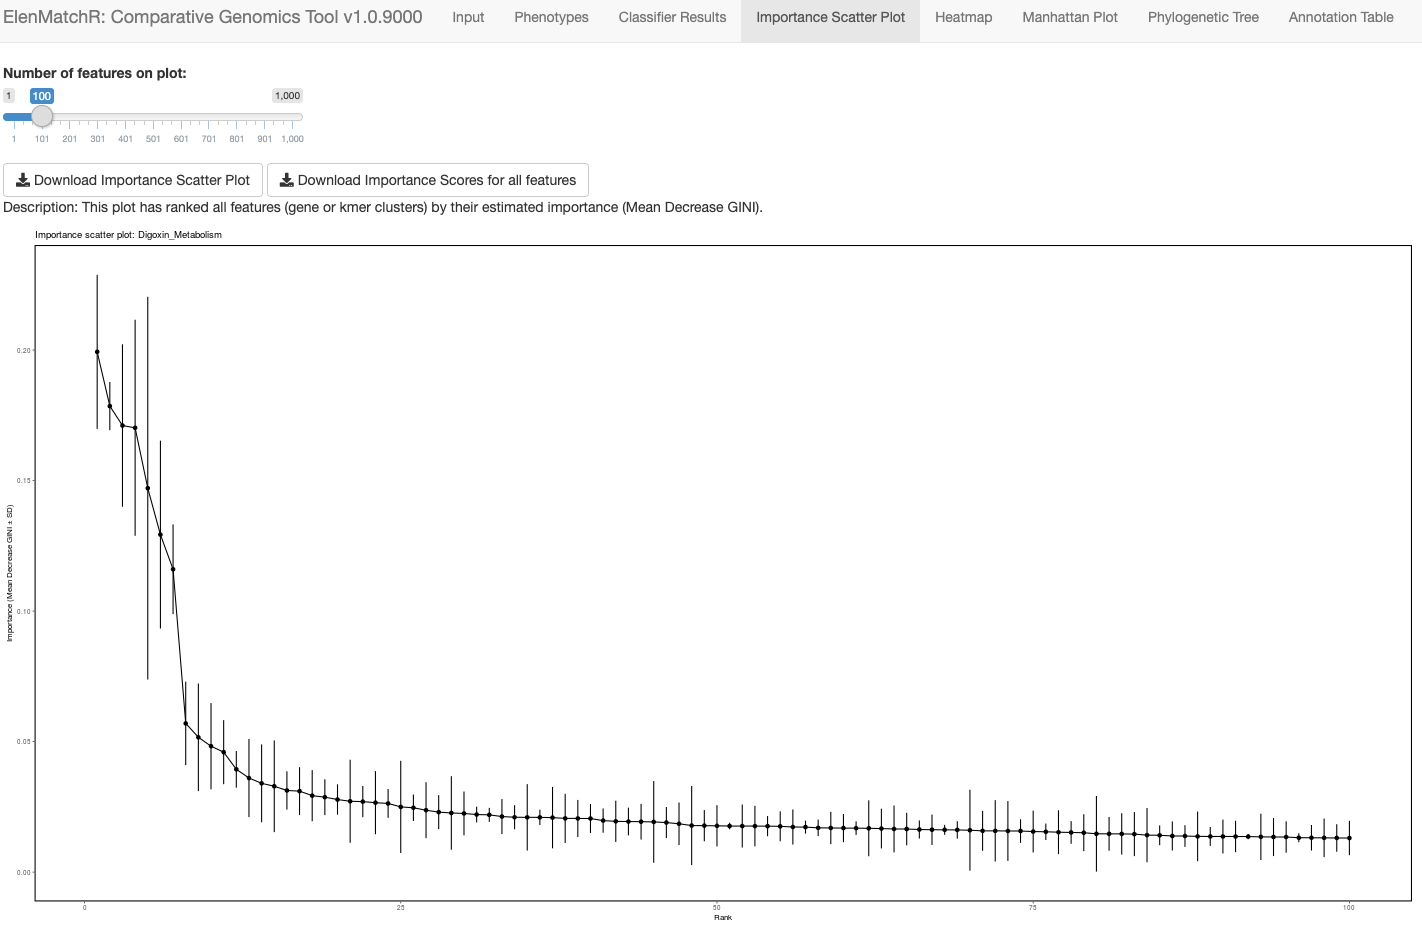 ElenMatchR: Comparative Genomics Tool v1.0.9000 Input Phenotypes Classifier Results Importance Scatter Plot Heatmap Manhattan Plot Phylogenetic Tree Annotation Table
Number of features on plot:
1 100 1,000
1 101 201 301 401 501 601 701 801 901 1,000
Download Importance Scatter Plot Download Importance Scores for all features
Description: This plot has ranked all features (gene or kmer clusters) by their estimated importance (Mean Decrease GINI).
Importance scatter plot: Digoxin_Metabolism
Importance (Mean Decrease GINI ± SD)
0.20
0.15
0.10
0.05
0.00
0 25 50 75 100
Rank